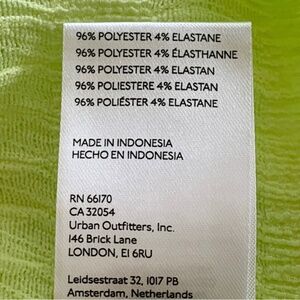 96% POLYESTER 4% ELASTANE
96% POLYESTER 4% ÉLASTHANNE
96% POLYESTER 4% ELASTAN
96% POLIESTERE 4% ELASTAN
96% POLIÉSTER 4% ELASTANE
MADE IN INDONESIA
HECHO EN INDONESIA
RN 66170
CA 32054
Urban Outfitters, Inc.
146 Brick Lane
LONDON, E1 6RU
Leidsestraat 32, 1017 PB
Amsterdam, Netherlands